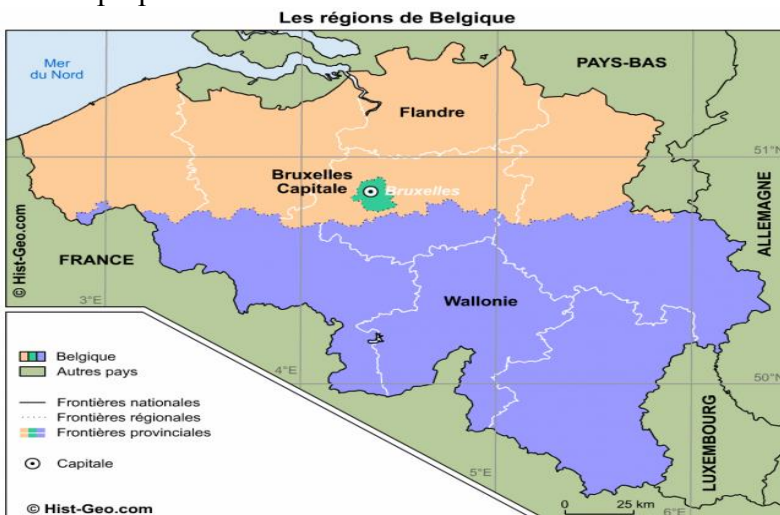 Les régions de Belgique
Mer
du Nord
PAYS-BAS
Flandre
51°N
Bruxelles
Capitale
Bruxelles
ALLEMAGNE
FRANCE
© Hist-Geo.com
3°E
Wallonie
Belgique
Autres pays
4°E
50°N
Frontières nationales
Frontières régionales
Frontières provinciales
LUXEMBOURG
Capitale
5°E
0 25 km
6°E
© Hist-Geo.com